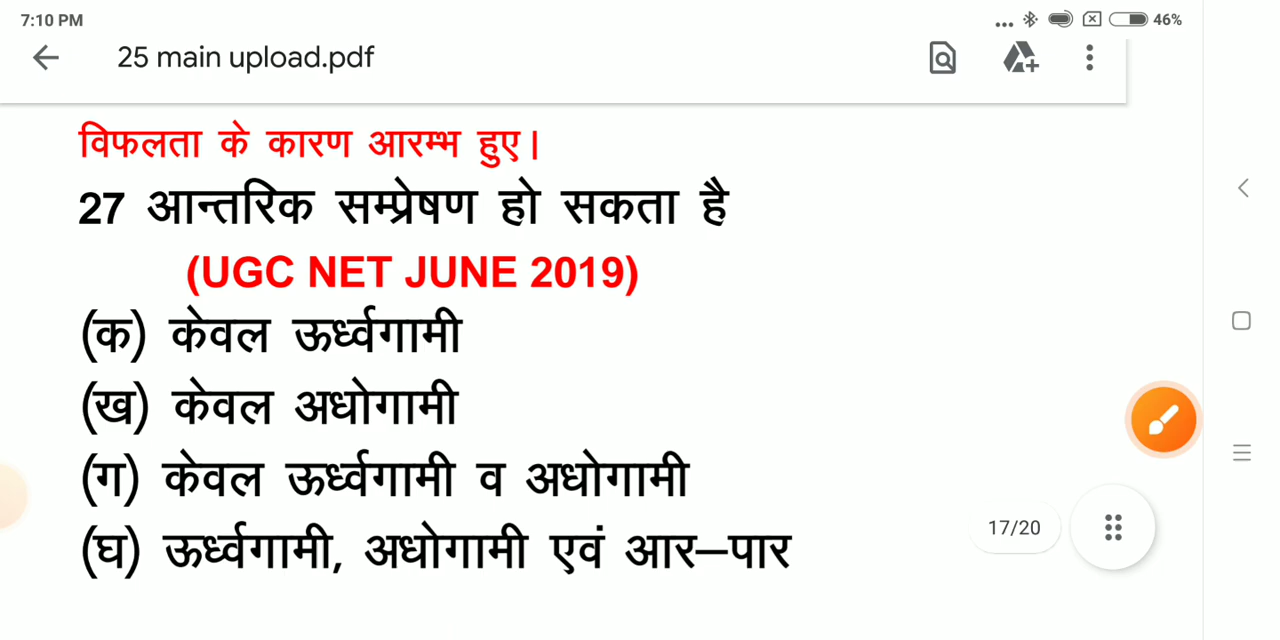 7:10 PM
46%
25 main upload.pdf
विफलता के कारण आरम्भ हुए।
27 आन्तरिक सम्प्रेषण हो सकता है
(UGC NET JUNE 2019)
(क) केवल ऊर्ध्वगामी
(ख) केवल अधोगामी
(ग) केवल ऊर्ध्वगामी व अधोगामी
17/20
(घ) ऊर्ध्वगामी, अधोगामी एवं आर–पार